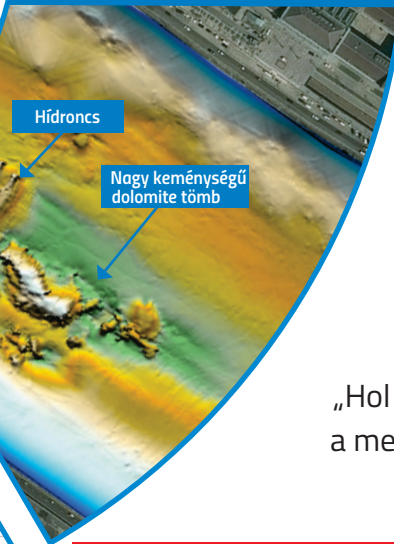 Hídroncs
Nagy keménységű
dolomite tömb
„Hol
a me